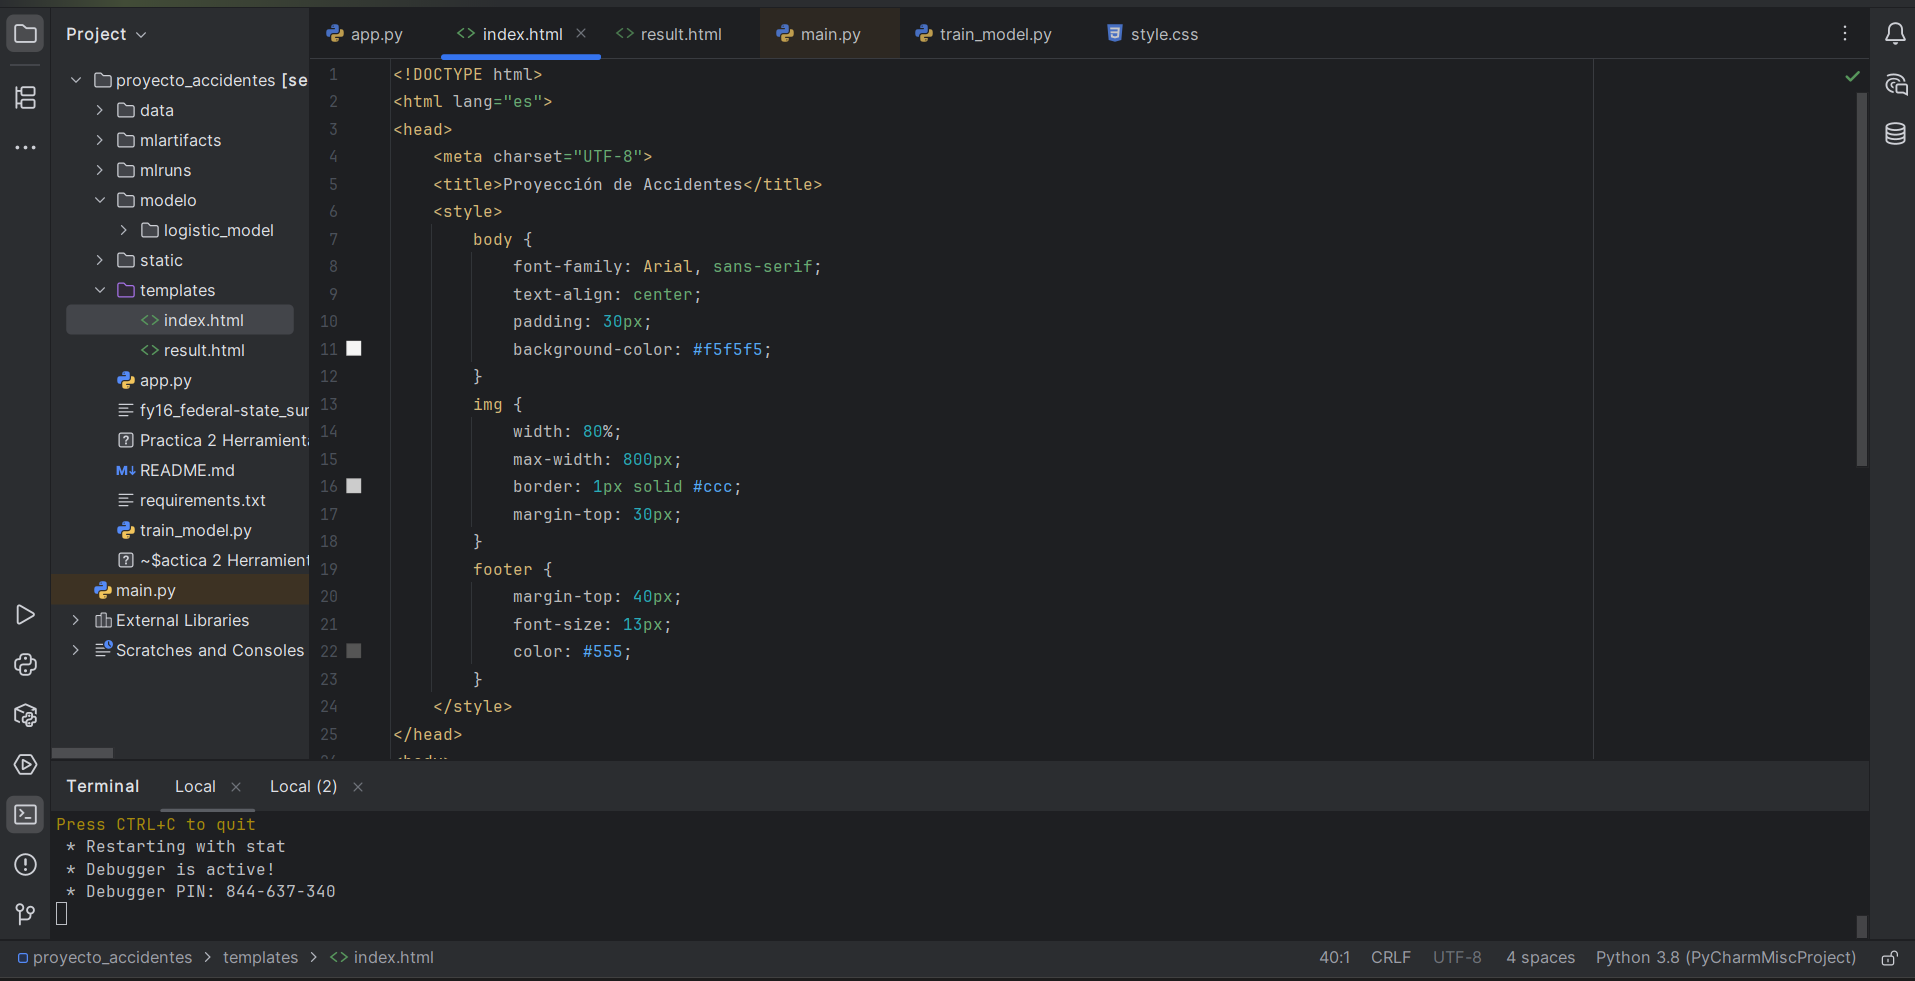 Project
app.py
index.html
result.html
main.py
train_model.py
style.css
proyecto_accidentes [se
data
mlartifacts
mlruns
modelo
logistic_model
static
templates
index.html
result.html
app.py
fy16_federal-state_sur
Practica 2 Herramienta
README.md
requirements.txt
train_model.py
~$actica 2 Herramient
main.py
External Libraries
Scratches and Consoles
1 <!DOCTYPE html>
2 <html lang="es">
3 <head>
4 <meta charset="UTF-8">
5 <title>Proyección de Accidentes</title>
6 <style>
7 body {
8 font-family: Arial, sans-serif;
9 text-align: center;
10 padding: 30px;
11 background-color: #f5f5f5;
12 }
13 img {
14 width: 80%;
15 max-width: 800px;
16 border: 1px solid #ccc;
17 margin-top: 30px;
18 }
19 footer {
20 margin-top: 40px;
21 font-size: 13px;
22 color: #555;
23 }
24 </style>
25 </head>
Terminal
Local
Local (2)
Press CTRL+C to quit
* Restarting with stat
* Debugger is active!
* Debugger PIN: 844-637-340
proyecto_accidentes > templates > <> index.html
40:1 CRLF UTF-8 4 spaces Python 3.8 (PyCharmMiscProject)